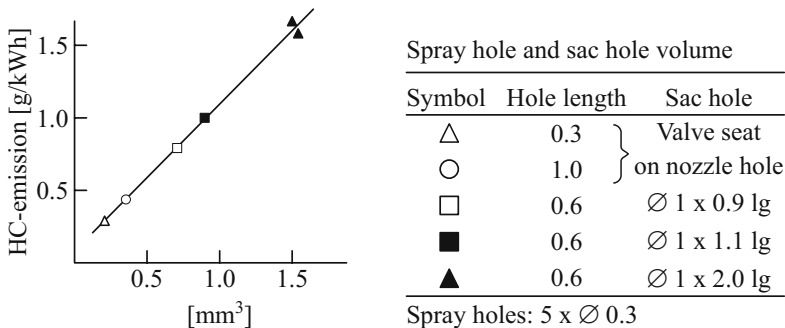 HC-emission [g/kWh]
1.5
1.0
0.5
0.5 1.0 1.5
[mm³]
Spray hole and sac hole volume
Symbol Hole length Sac hole
△ 0.3 Valve seat
○ 1.0 on nozzle hole
□ 0.6 ∅ 1 x 0.9 lg
■ 0.6 ∅ 1 x 1.1 lg
▲ 0.6 ∅ 1 x 2.0 lg
Spray holes: 5 x ∅ 0.3